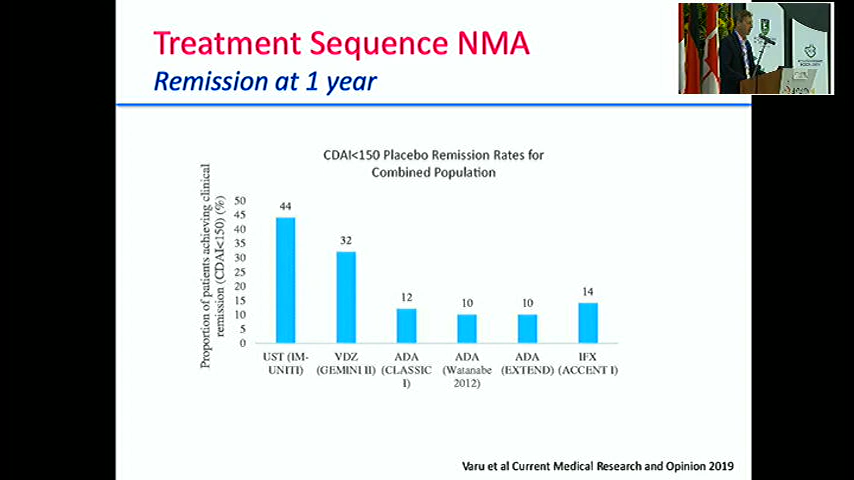 Treatment Sequence NMA
Remission at 1 year
CDAI<150 Placebo Remission Rates for
Combined Population
Proportion of patients achieving clinical
remission (CDAI<150) (%)
50
45
40
35
30
25
20
15
10
5
0
44
32
12
10
10
14
UST (IM-
UNITI)
VDZ
(GEMINI II)
ADA
(CLASSIC
I)
ADA
(Watanabe
2012)
ADA
(EXTEND)
IFX
(ACCENT I)
Varu et al Current Medical Research and Opinion 2019